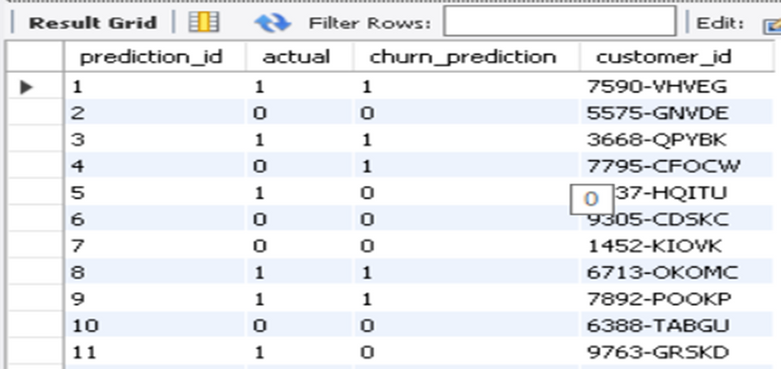 Result Grid Filter Rows: Edit:
prediction_id actual churn_prediction customer_id
1 1 1 7590-VHVEG
2 0 0 5575-GNVDE
3 1 1 3668-QPYBK
4 0 1 7795-CFOCW
5 1 0 0 37-HQITU
6 0 0 9305-CDSKC
7 0 0 1452-KIOVK
8 1 1 6713-OKOMC
9 1 1 7892-POOKP
10 0 0 6388-TABGU
11 1 0 9763-GRSKD